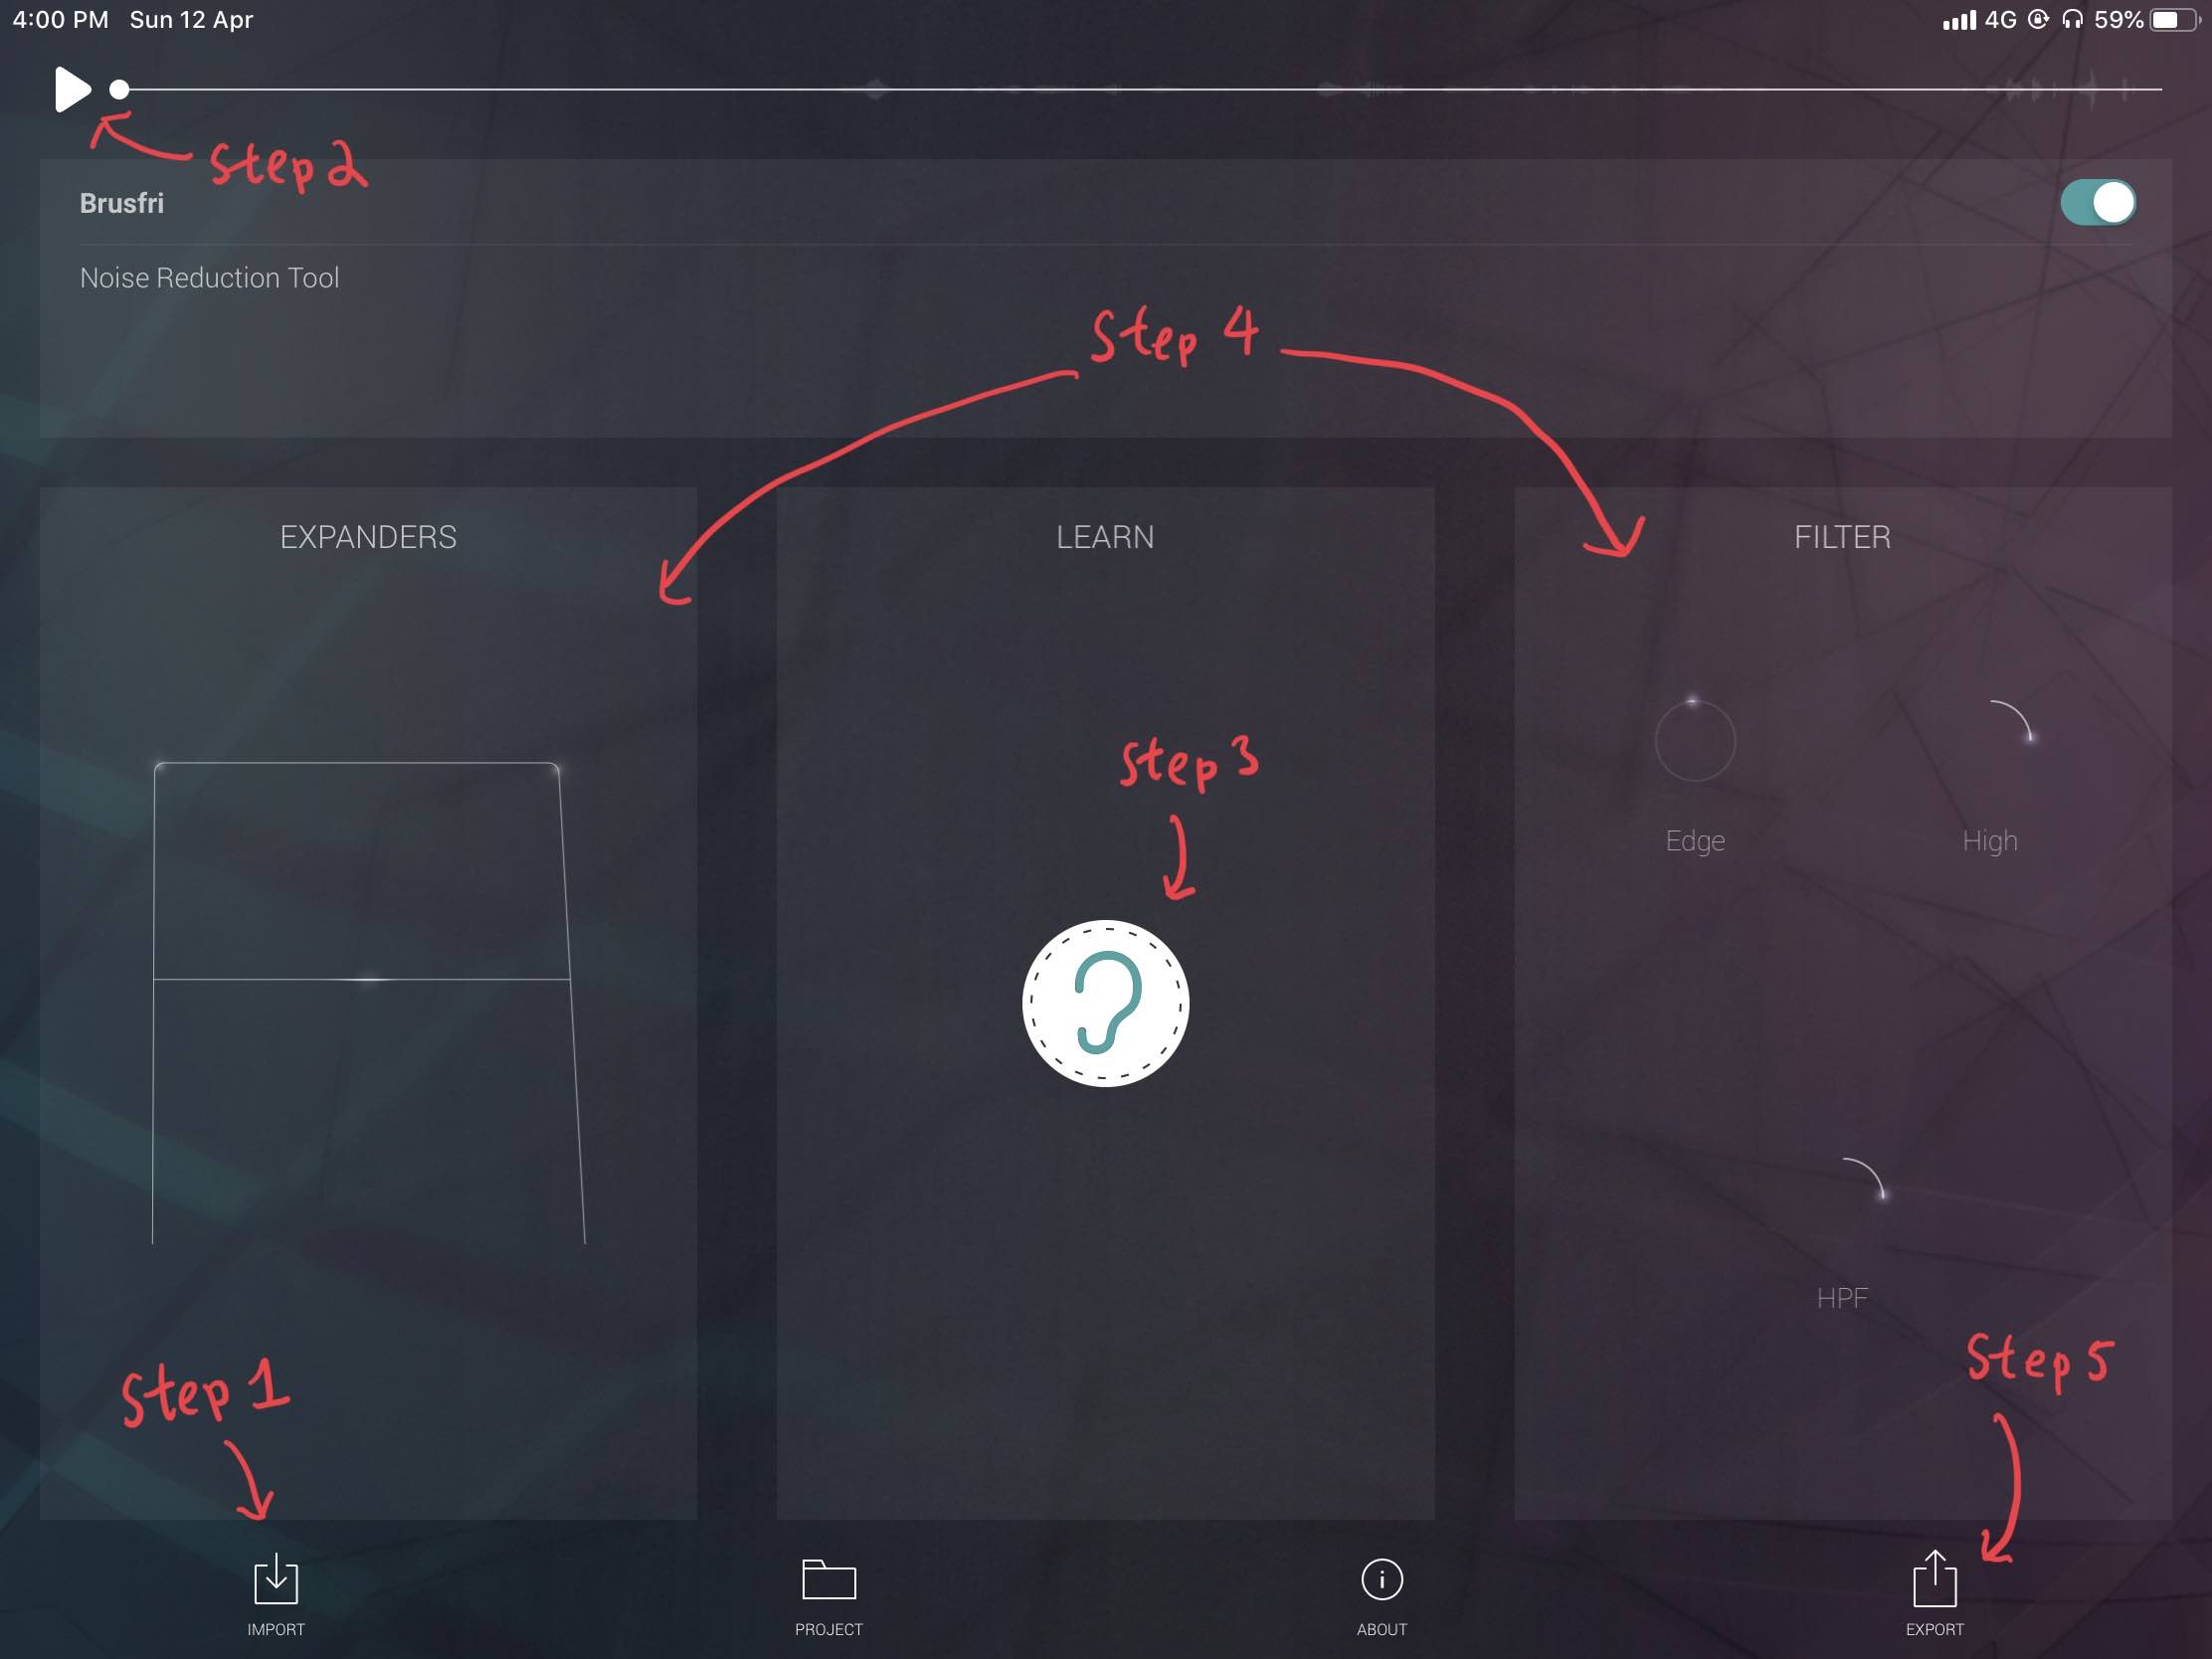 4:00 PM Sun 12 Apr 4G 59%
Step 2
Brusfri
Noise Reduction Tool
Step 4
EXPANDERS LEARN FILTER
Step 3
Edge High
HPF
Step 1
Step 5
IMPORT PROJECT ABOUT EXPORT